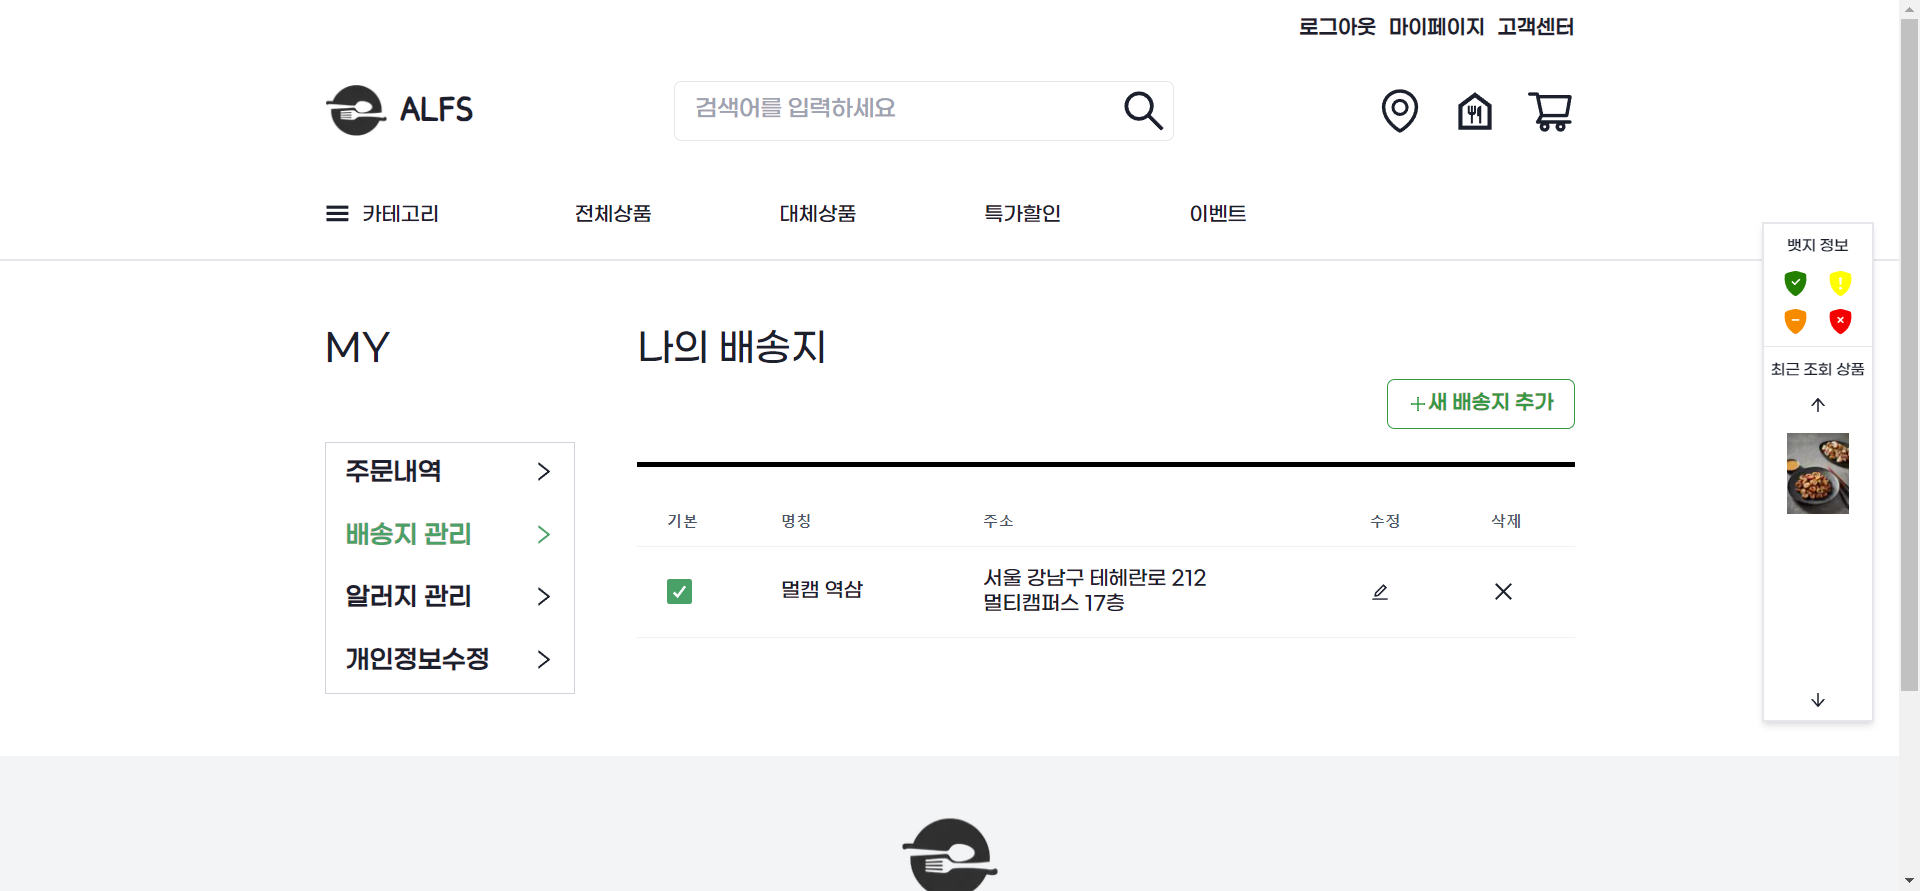 로그아웃 마이페이지 고객센터
ALFS
검색어를 입력하세요
카테고리 전체상품 대체상품 특가할인 이벤트
뱃지 정보
최근 조회 상품
MY
주문내역
배송지 관리
알러지 관리
개인정보수정
나의 배송지
+새 배송지 추가
기본 명칭 주소 수정 삭제
멀캠 역삼
서울 강남구 테헤란로 212
멀티캠퍼스 17층